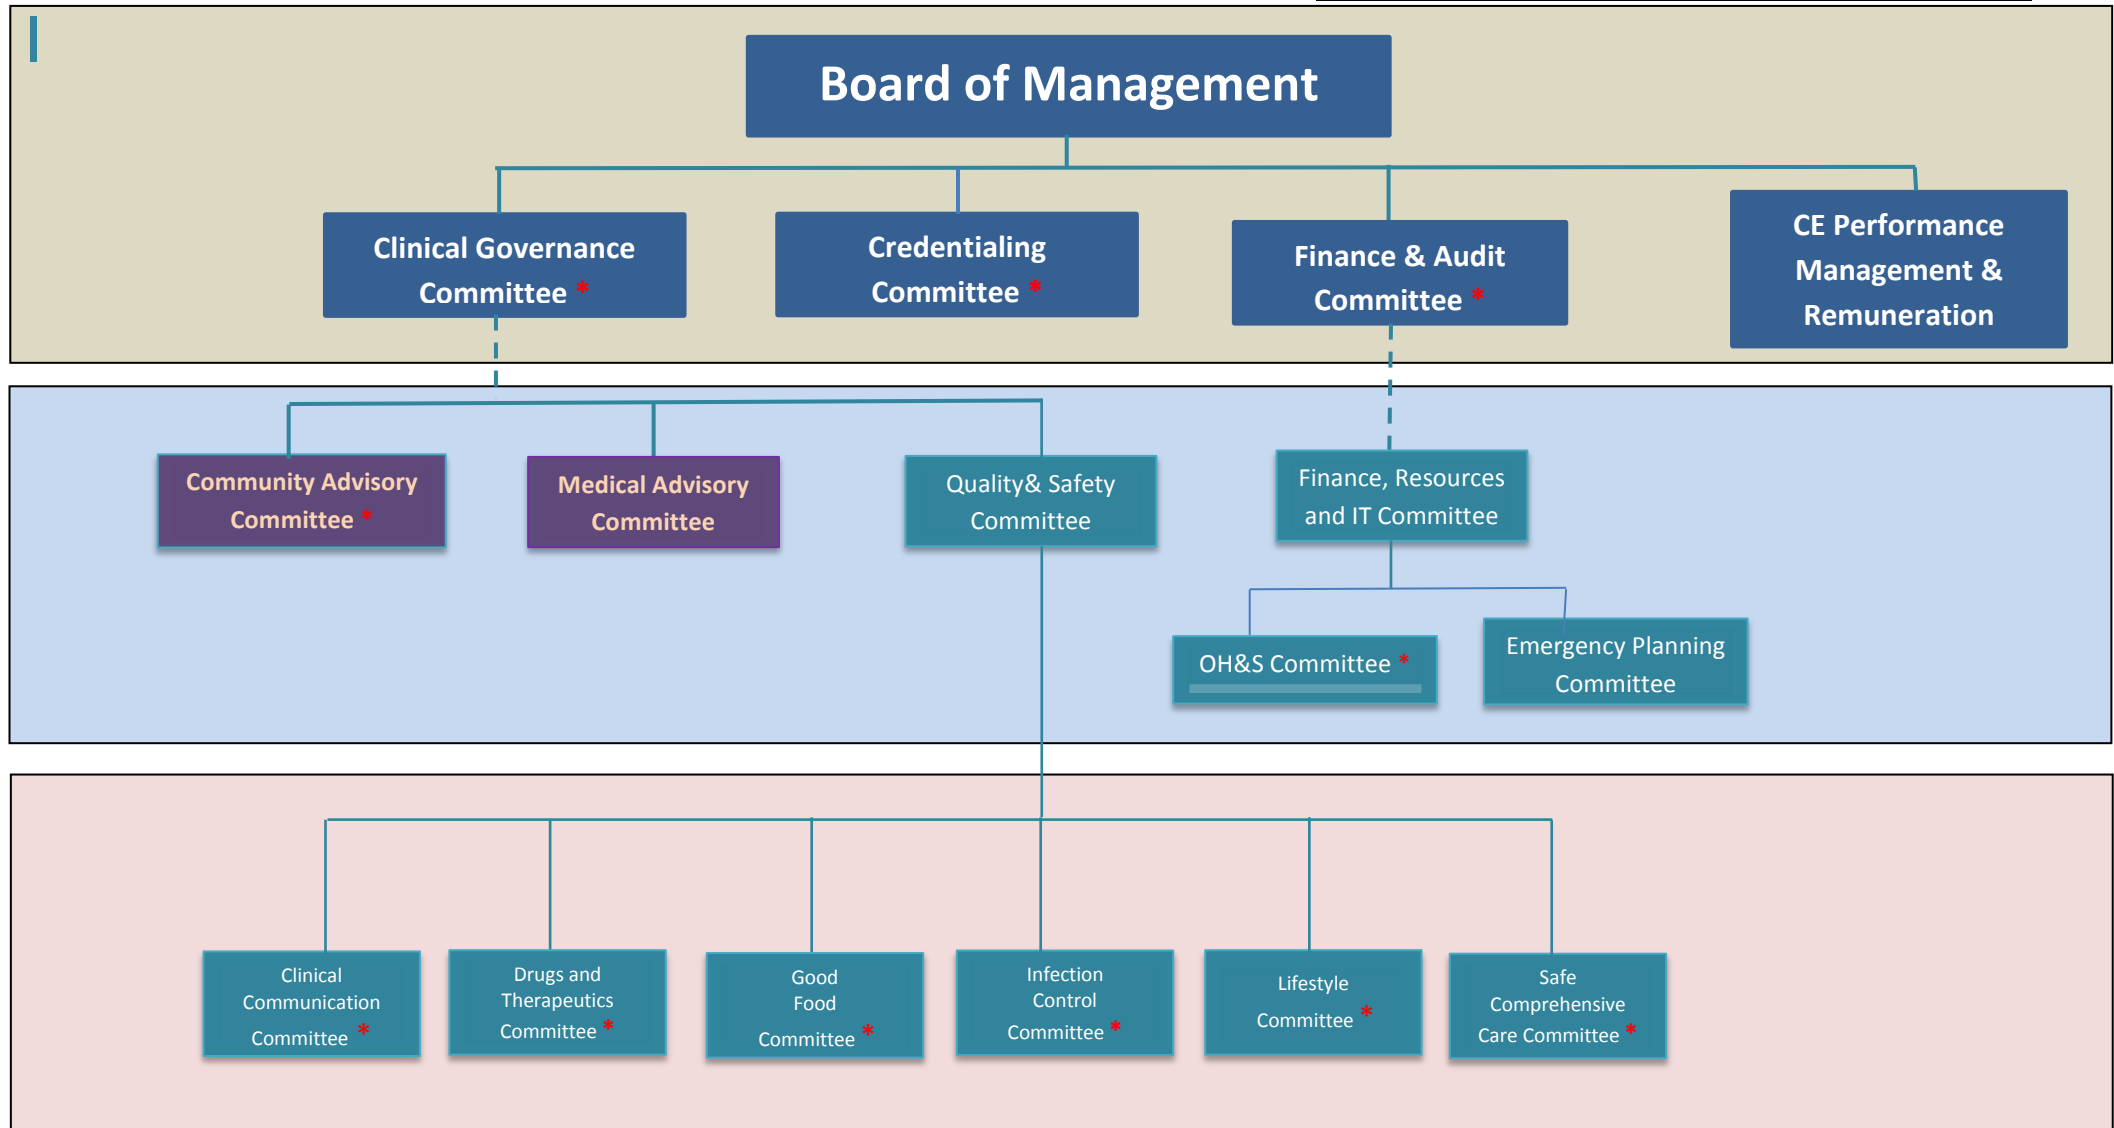 Board of Management
Clinical Governance
Committee *
Credentialing
Committee *
Finance & Audit
Committee *
CE Performance
Management &
Remuneration
Community Advisory
Committee *
Medical Advisory
Committee
Quality& Safety
Committee
Finance, Resources
and IT Committee
OH&S Committee *
Emergency Planning
Committee
Clinical
Communication
Committee *
Drugs and
Therapeutics
Committee *
Good
Food
Committee *
Infection
Control
Committee *
Lifestyle
Committee *
Safe
Comprehensive
Care Committee *